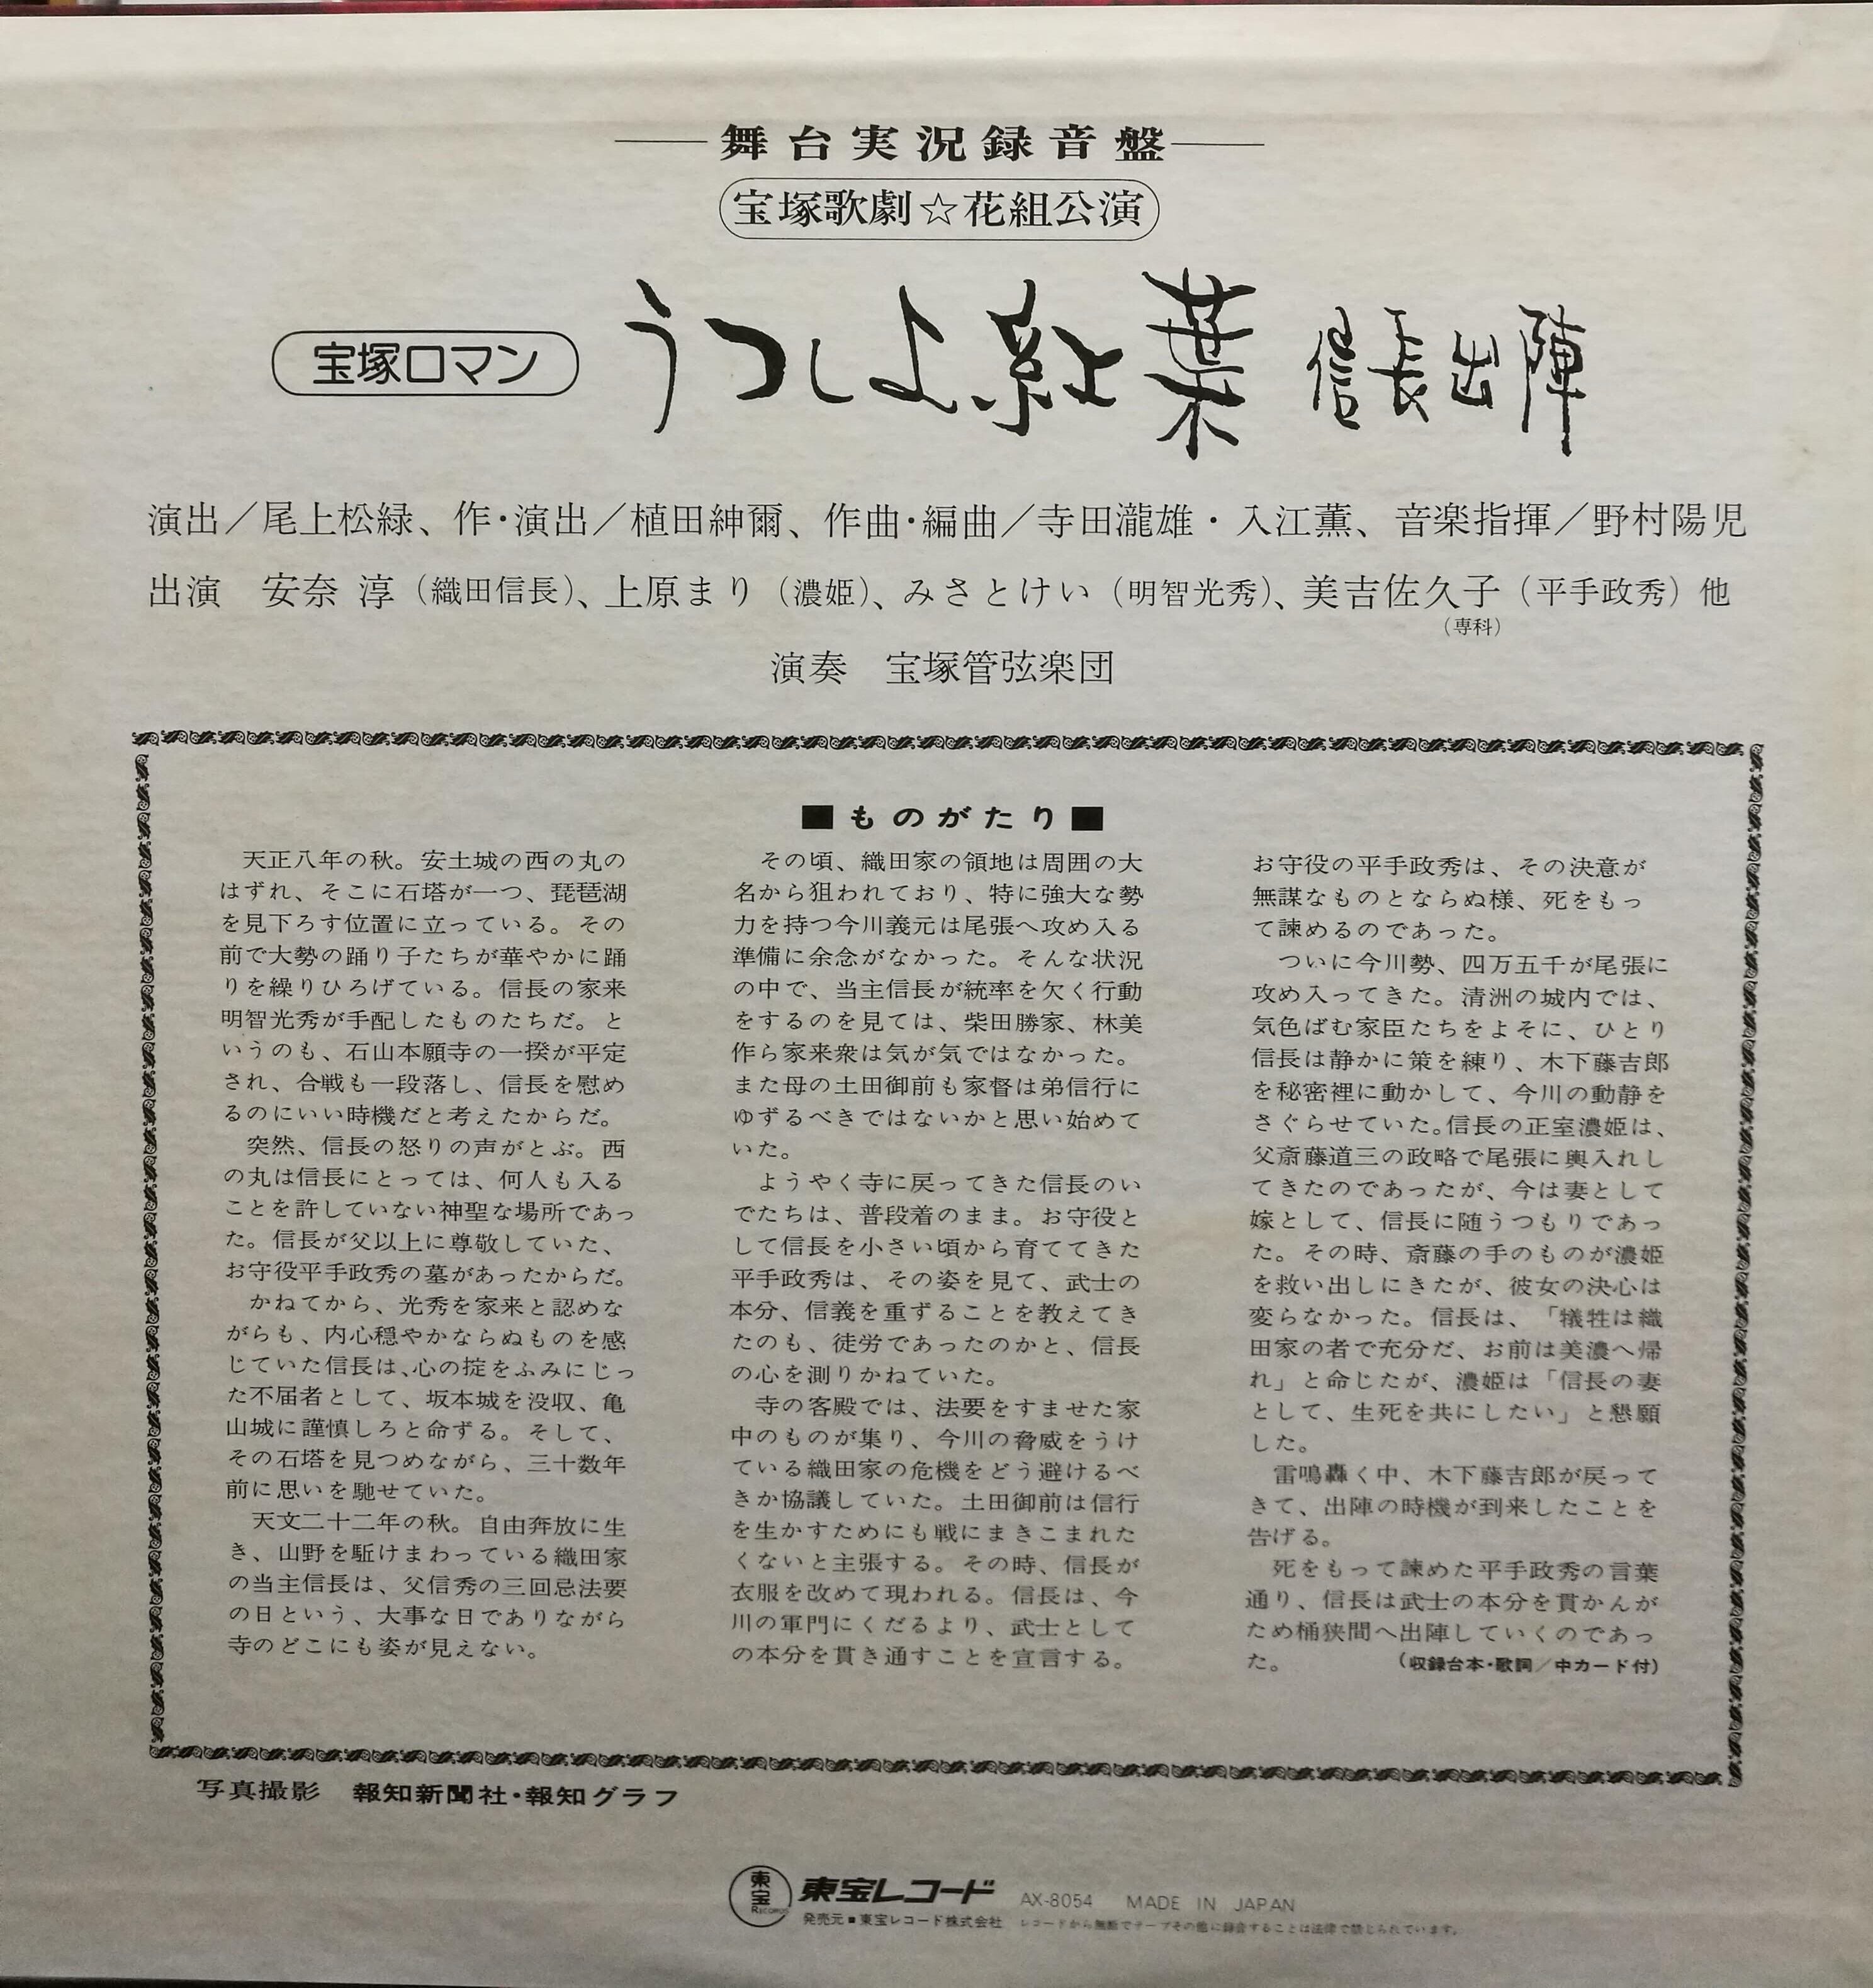 舞台実況録音盤
宝塚歌劇☆花組公演
宝塚ロマン うつしよ紅葉 信長出陣
演出／尾上松緑、作・演出／植田紳爾、作曲・編曲／寺田瀧雄・入江薫、音楽指揮／野村陽児
出演 安奈 淳（織田信長）、上原まり（濃姫）、みさとけい（明智光秀）、美吉佐久子（平手政秀）他
（専科）
演奏 宝塚管弦楽団
■ものがたり■
天正八年の秋。安土城の西の丸の
はずれ、そこに石塔が一つ、琵琶湖
を見下ろす位置に立っている。その
前で大勢の踊り子たちが華やかに踊
りを繰りひろげている。信長の家来
明智光秀が手配したものたちだ。と
いうのも、石山本願寺の一揆が平定
され、合戦も一段落し、信長を慰め
るのにいい時機だと考えたからだ。
突然、信長の怒りの声がとぶ。西
の丸は信長にとっては、何人も入る
ことを許していない神聖な場所であっ
た。信長が父以上に尊敬していた、
お守役平手政秀の墓があったからだ。
かねてから、光秀を家来と認めな
がらも、内心穏やかならぬものを感
じていた信長は、心の掟をふみにじっ
た不届者として、坂本城を没収、亀
山城に謹慎しろと命ずる。そして、
その石塔を見つめながら、三十数年
前に思いを馳せていた。
天文二十二年の秋。自由奔放に生
き、山野を駈けまわっている織田家
の当主信長は、父信秀の三回忌法要
の日という、大事な日でありながら
寺のどこにも姿が見えない。
その頃、織田家の領地は周囲の大
名から狙われており、特に強大な勢
力を持つ今川義元は尾張へ攻め入る
準備に余念がなかった。そんな状況
の中で、当主信長が統率を欠く行動
をするのを見ては、柴田勝家、林美
作ら家来衆は気が気ではなかった。
また母の土田御前も家督は弟信行に
ゆずるべきではないかと思い始めて
いた。
ようやく寺に戻ってきた信長のい
でたちは、普段着のまま。お守役と
して信長を小さい頃から育ててきた
平手政秀は、その姿を見て、武士の
本分、信義を重ずることを教えてき
たのも、徒労であったのかと、信長
の心を測りかねていた。
寺の客殿では、法要をすませた家
中のものが集り、今川の脅威をうけ
ている織田家の危機をどう避けるべ
きか協議していた。土田御前は信行
を生かすためにも戦にまきこまれた
くないと主張する。その時、信長が
衣服を改めて現われる。信長は、今
川の軍門にくだるより、武士として
の本分を貫き通すことを宣言する。
お守役の平手政秀は、その決意が
無謀なものとならぬ様、死をもっ
て諫めるのであった。
ついに今川勢、四万五千が尾張に
攻め入ってきた。清洲の城内では、
気色ばむ家臣たちをよそに、ひとり
信長は静かに策を練り、木下藤吉郎
を秘密裡に動かして、今川の動静を
さぐらせていた。信長の正室濃姫は、
父斎藤道三の政略で尾張に輿入れし
てきたのであったが、今は妻として
嫁として、信長に随うつもりであっ
た。その時、斎藤の手のものが濃姫
を救い出しにきたが、彼女の決心は
変らなかった。信長は、「犠牲は織
田家の者で充分だ、お前は美濃へ帰
れ」と命じたが、濃姫は「信長の妻
として、生死を共にしたい」と懇願
した。
雷鳴轟く中、木下藤吉郎が戻って
きて、出陣の時機が到来したことを
告げる。
死をもって諫めた平手政秀の言葉
通り、信長は武士の本分を貫かんが
ため桶狭間へ出陣していくのであっ
た。 （収録台本・歌詞／中カード付）
写真撮影 報知新聞社・報知グラフ
東宝 RECORDS 東宝レコード AX-8054 MADE IN JAPAN
発売元■東宝レコード株式会社 レコードから無断でテープその他に録音することは法律で禁じられています。